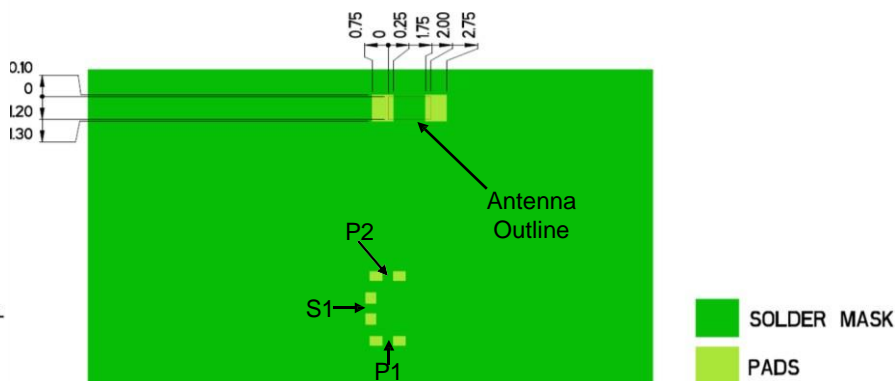 0.75 0 0.25 1.75 2.00 2.75
0.10
0
1.20
1.30
Antenna
Outline
P2
S1
P1
SOLDER MASK
PADS